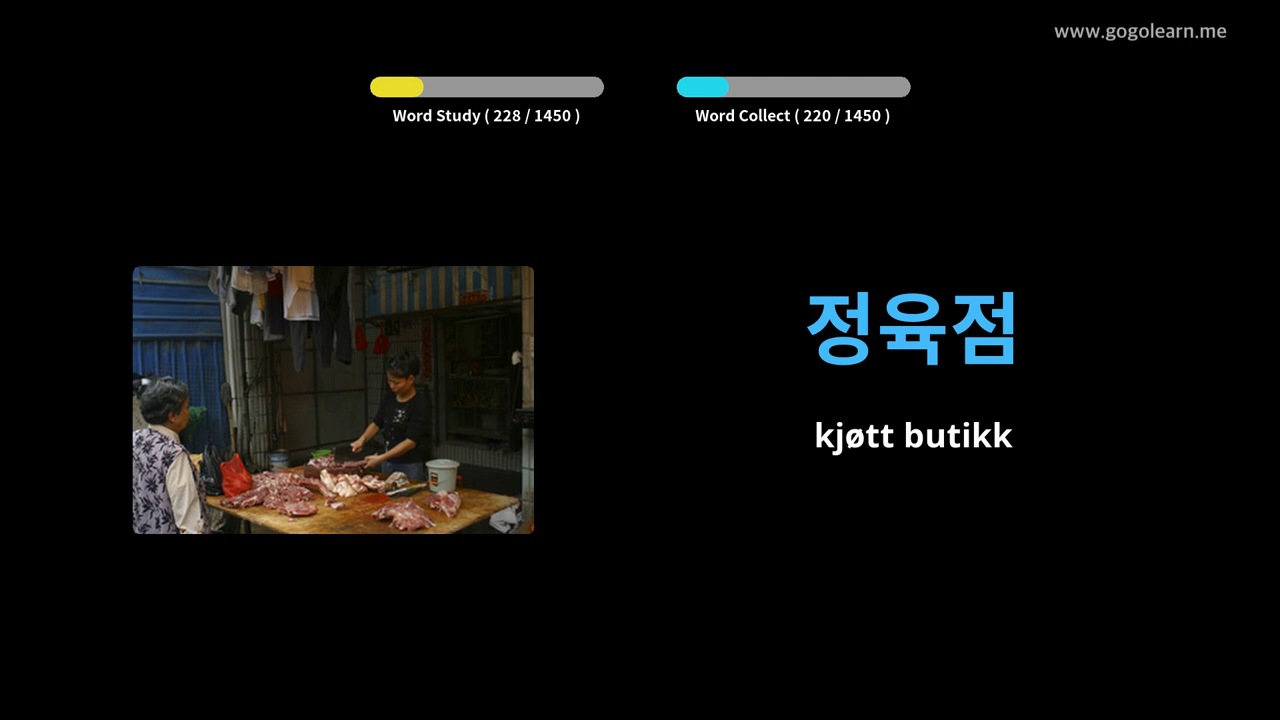 www.gogolearn.me
Word Study ( 228 / 1450 )
Word Collect ( 220 / 1450 )
정육점
kjøtt butikk